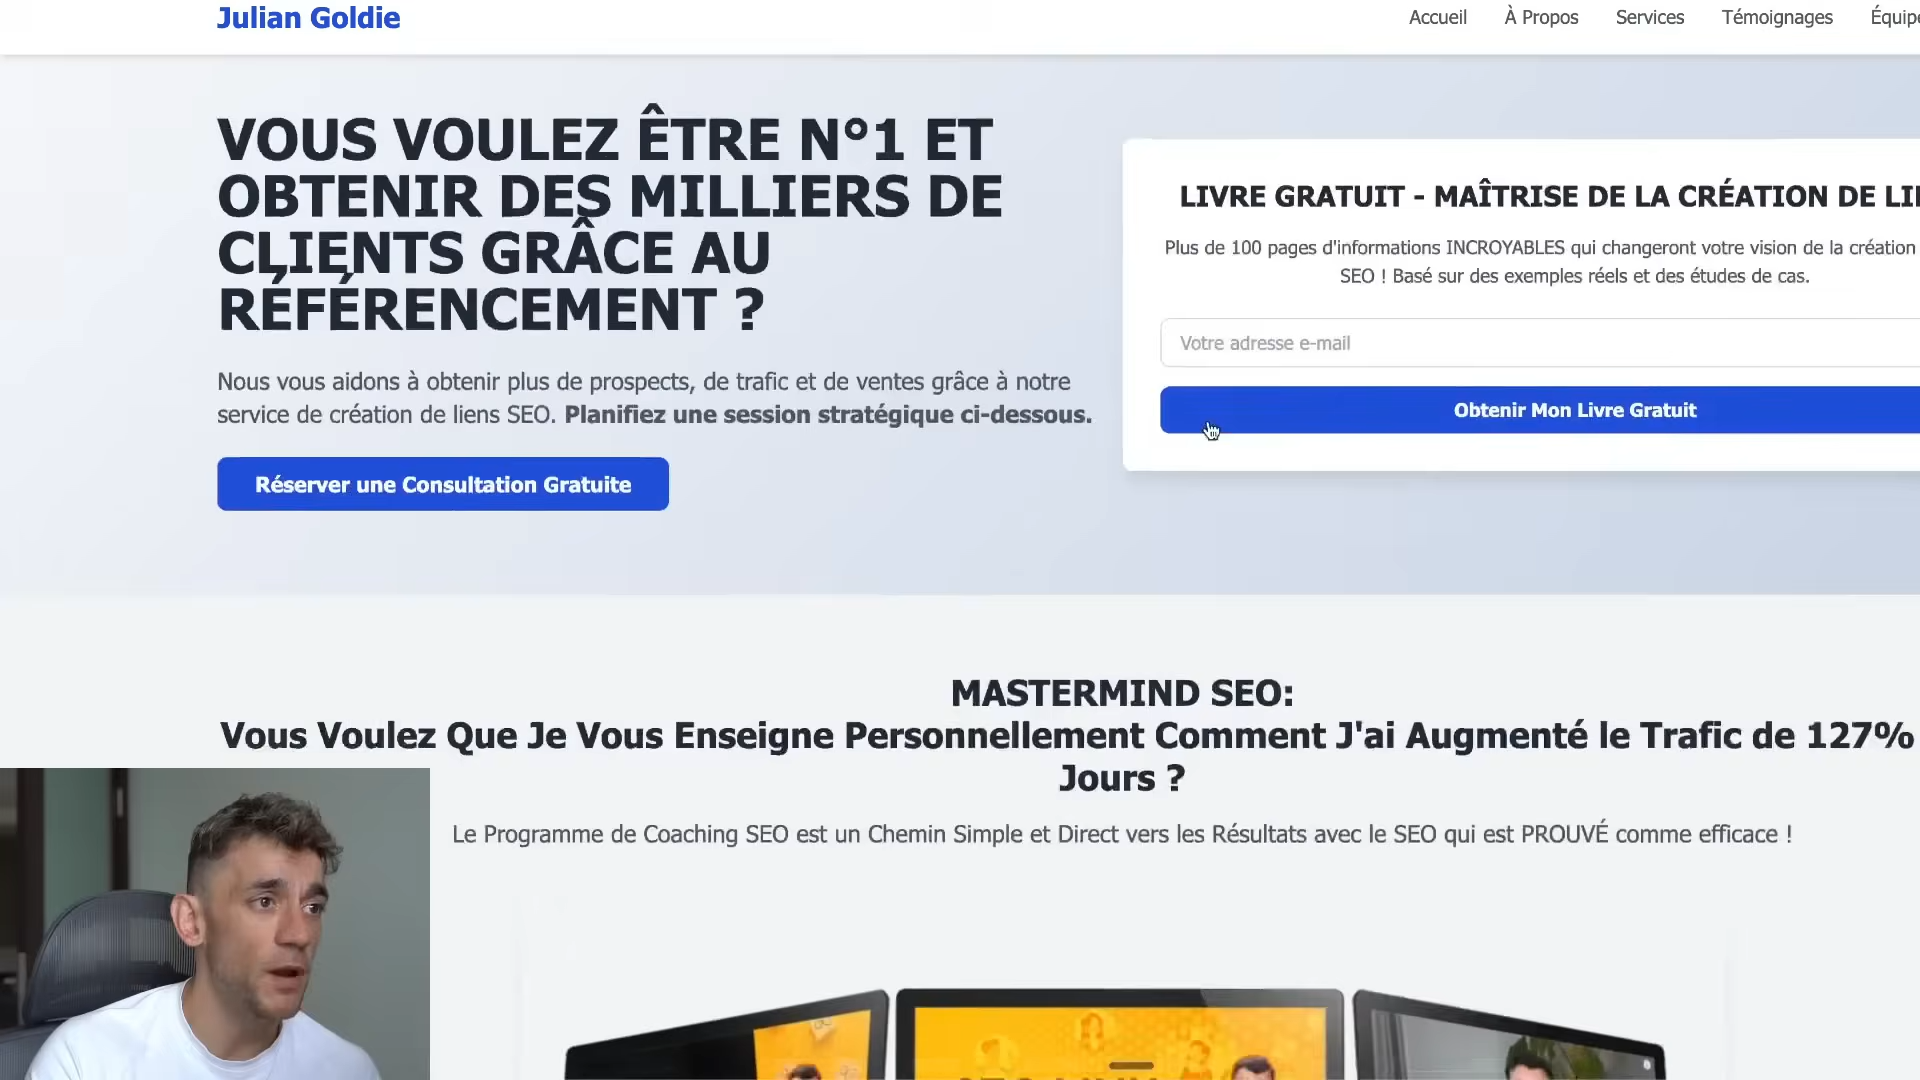 Julian Goldie
Accueil
À Propos
Services
Témoignages
VOUS VOULEZ ÊTRE N°1 ET
OBTENIR DES MILLIERS DE
CLIENTS GRÂCE AU
RÉFÉRENCEMENT ?
Nous vous aidons à obtenir plus de prospects, de trafic et de ventes grâce à notre
service de création de liens SEO. Planifiez une session stratégique ci-dessous.
Réserver une Consultation Gratuite
LIVRE GRATUIT - MAÎTRISE DE LA CRÉATION DE
Plus de 100 pages d'informations INCROYABLES qui changeront votre vision de la création
SEO ! Basé sur des exemples réels et des études de cas.
Votre adresse e-mail
Obtenir Mon Livre Gratuit
MASTERMIND SEO:
Vous Voulez Que Je Vous Enseigne Personnellement Comment J'ai Augmenté le Trafic de 127%
Jours ?
Le Programme de Coaching SEO est un Chemin Simple et Direct vers les Résultats avec le SEO qui est PROUVÉ comme efficace !